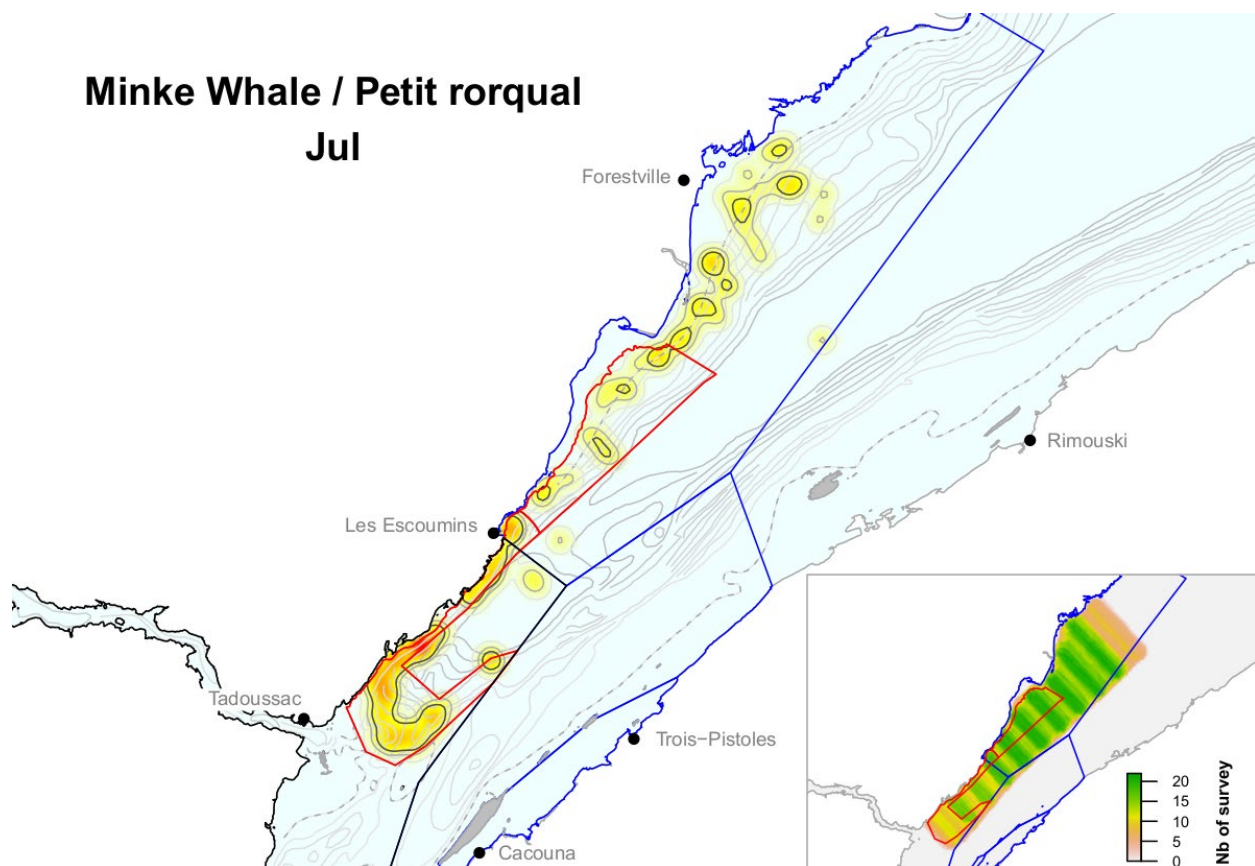 Minke Whale / Petit rorqual
Jul
Forestville
Rimouski
Les Escoumins
Tadoussac
Trois−Pistoles
Cacouna
20
15
10
5
0
Nb of survey